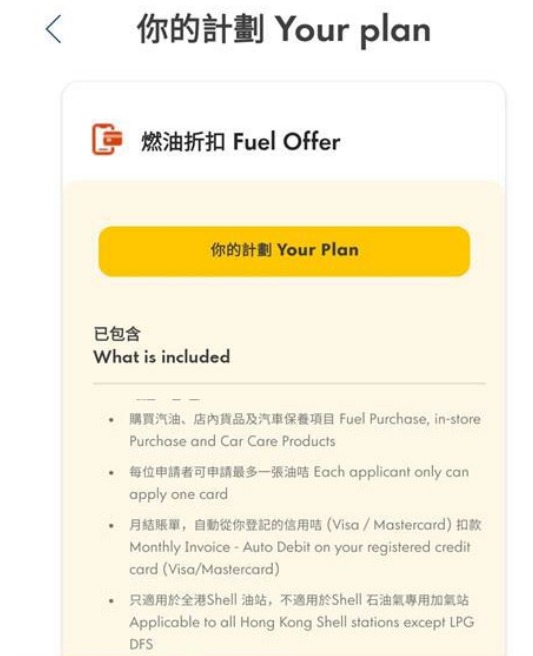 你的計劃 Your plan
燃油折扣 Fuel Offer
你的計劃 Your Plan
已包含
What is included
購買汽油、店內貨品及汽車保養項目 Fuel Purchase, in-store
Purchase and Car Care Products
每位申請者可申請最多一張油咭 Each applicant only can
apply one card
月結賬單，自動從你登記的信用咭 (Visa / Mastercard) 扣款
Monthly Invoice - Auto Debit on your registered credit
card (Visa/Mastercard)
只適用於全港Shell 油站，不適用於Shell 石油氣專用加氣站
Applicable to all Hong Kong Shell stations except LPG
DFS